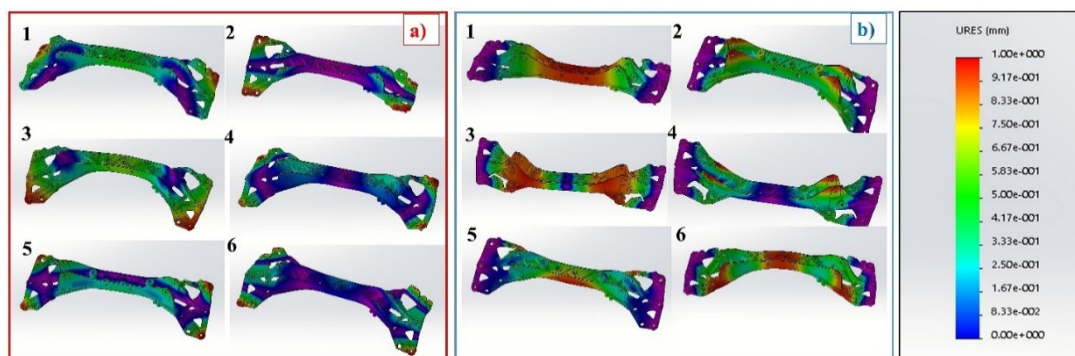 a)
1
2
3
4
5
6
b)
1
2
3
4
5
6
URES (mm)
1.00e+000
9.17e-001
8.33e-001
7.50e-001
6.67e-001
5.83e-001
5.00e-001
4.17e-001
3.33e-001
2.50e-001
1.67e-001
8.33e-002
0.00e+000